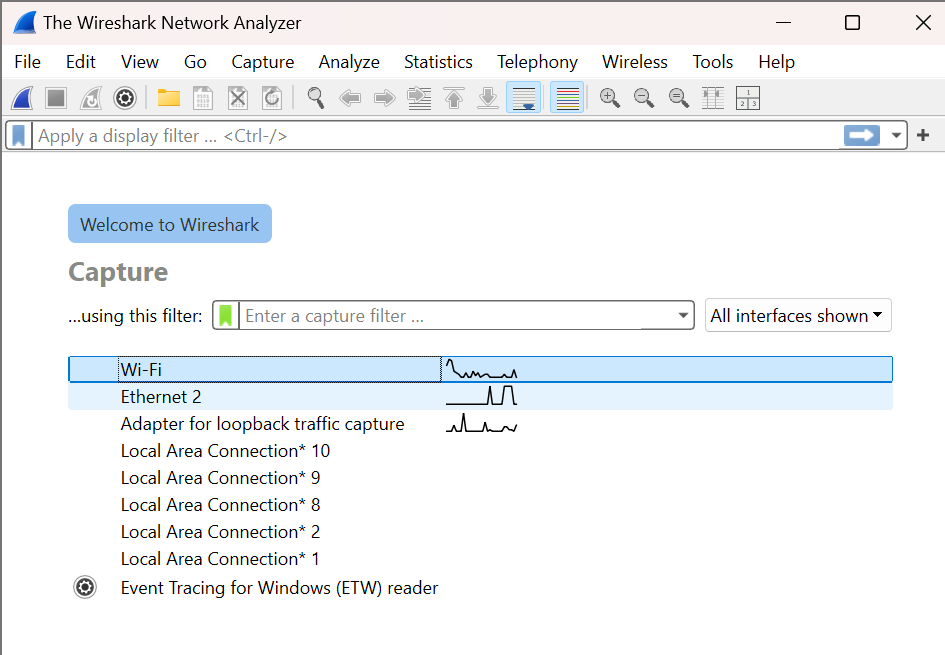 The Wireshark Network Analyzer
File Edit View Go Capture Analyze Statistics Telephony Wireless Tools Help
Apply a display filter ... <Ctrl-/>
Welcome to Wireshark
Capture
...using this filter: Enter a capture filter ... All interfaces shown
Wi-Fi
Ethernet 2
Adapter for loopback traffic capture
Local Area Connection* 10
Local Area Connection* 9
Local Area Connection* 8
Local Area Connection* 2
Local Area Connection* 1
Event Tracing for Windows (ETW) reader